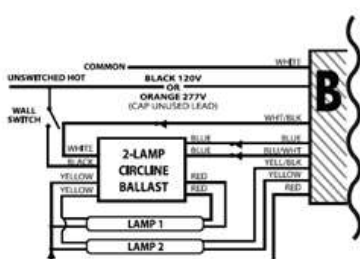 COMMON
WHITE
UNSWITCHED HOT
BLACK 120V
OR
ORANGE 277V
(CAP UNUSED LEAD)
B
WALL
SWITCH
WHT/BLK
WHITE
BLACK
YELLOW
YELLOW
2-LAMP
CIRCLINE
BALLAST
BLUE
BLUE
RED
RED
BLUE
BLU/WHT
YELL/BLK
YELLOW
RED
LAMP 1
LAMP 2